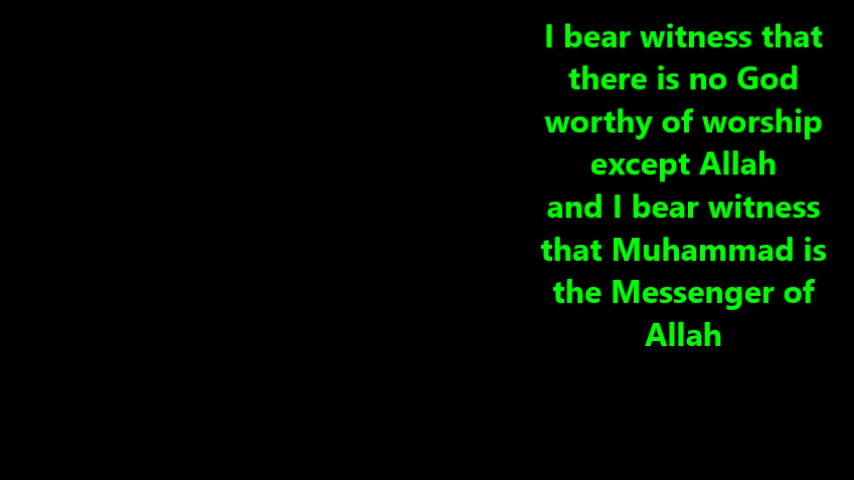 I bear witness that
there is no God
worthy of worship
except Allah
and I bear witness
that Muhammad is
the Messenger of
Allah